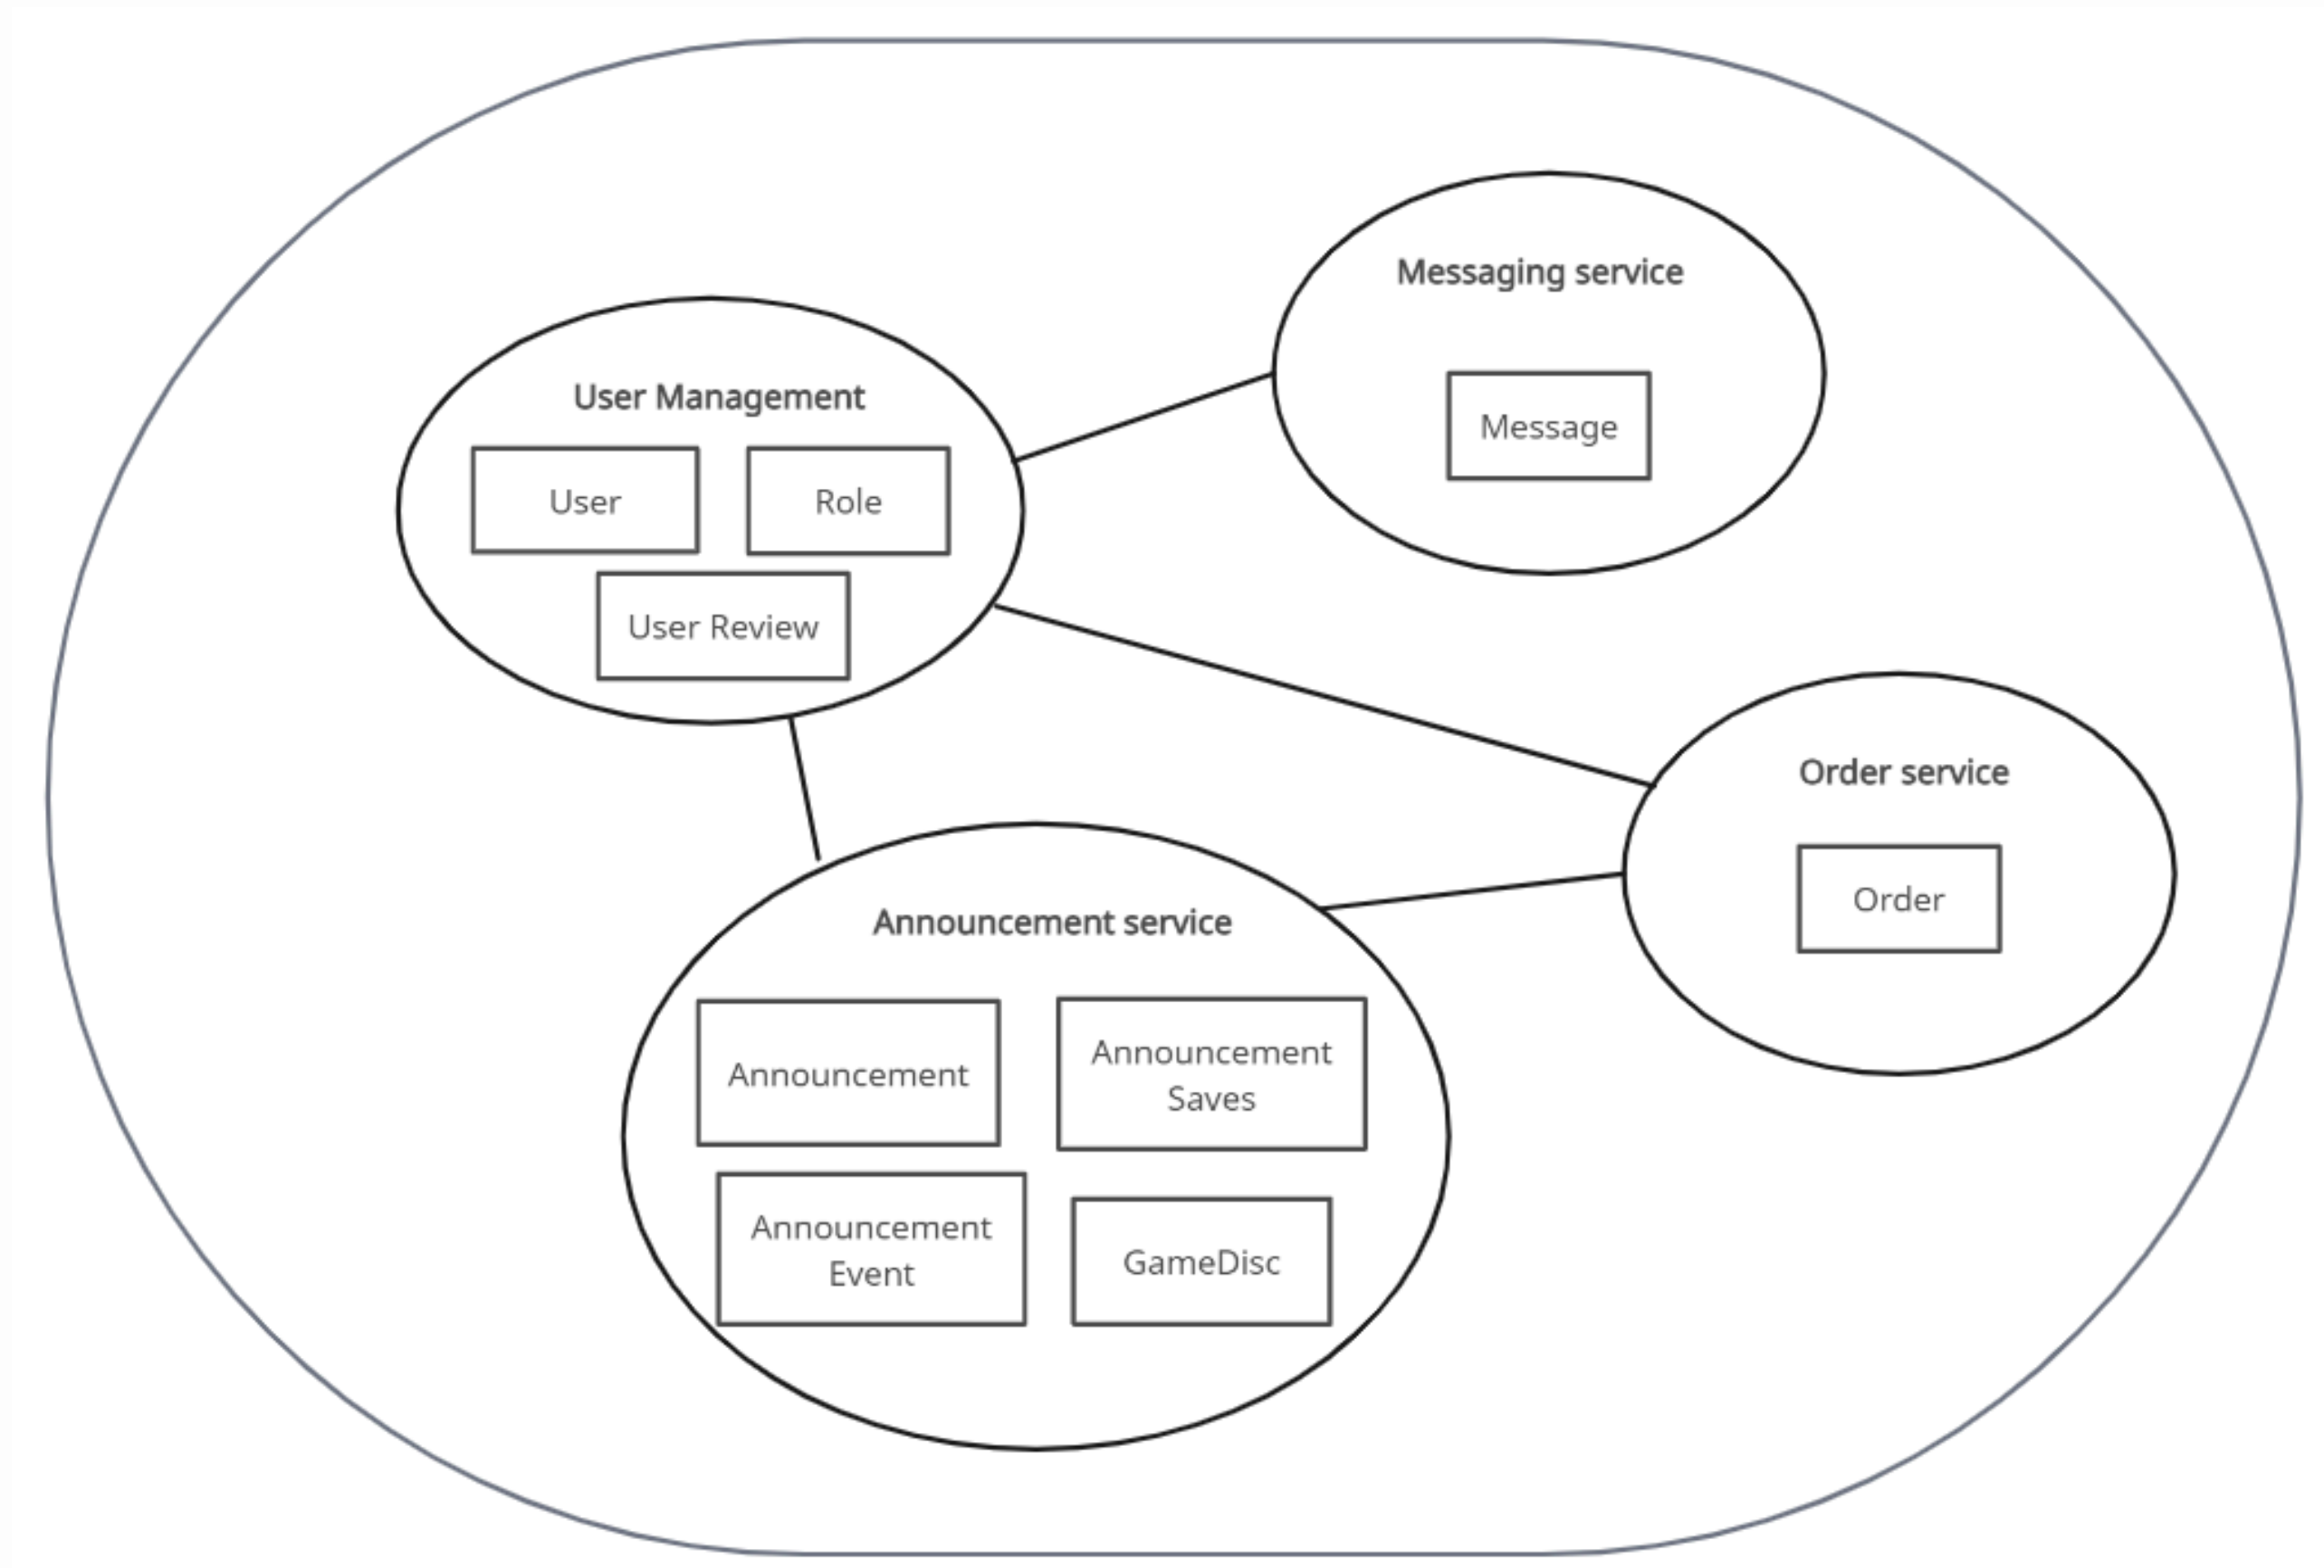 Messaging service
Message
User Management
User
Role
User Review
Order service
Order
Announcement service
Announcement
Announcement
Saves
Announcement
Event
GameDisc